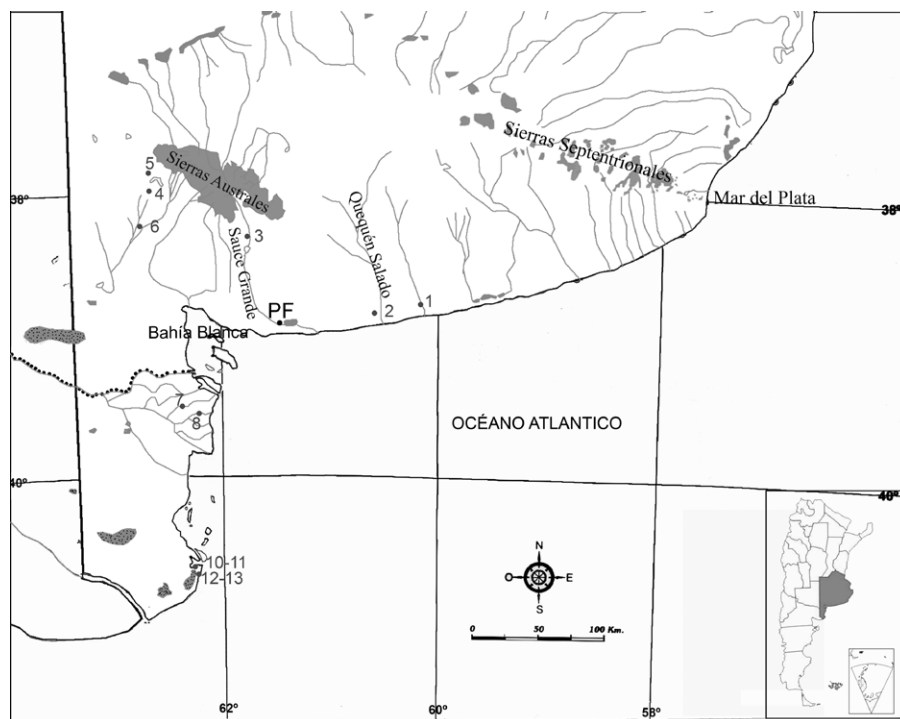 Sierras Septentrionales
Sierras Australes
5
4
38°
Mar del Plata
38°
6
3
Quequén Salado
Sauce Grande
1
2
PF
Bahía Blanca
7
8
OCÉANO ATLANTICO
40°
40°
10-11
12-13
N
O
E
S
0 50 100 Km.
62°
60°
58°